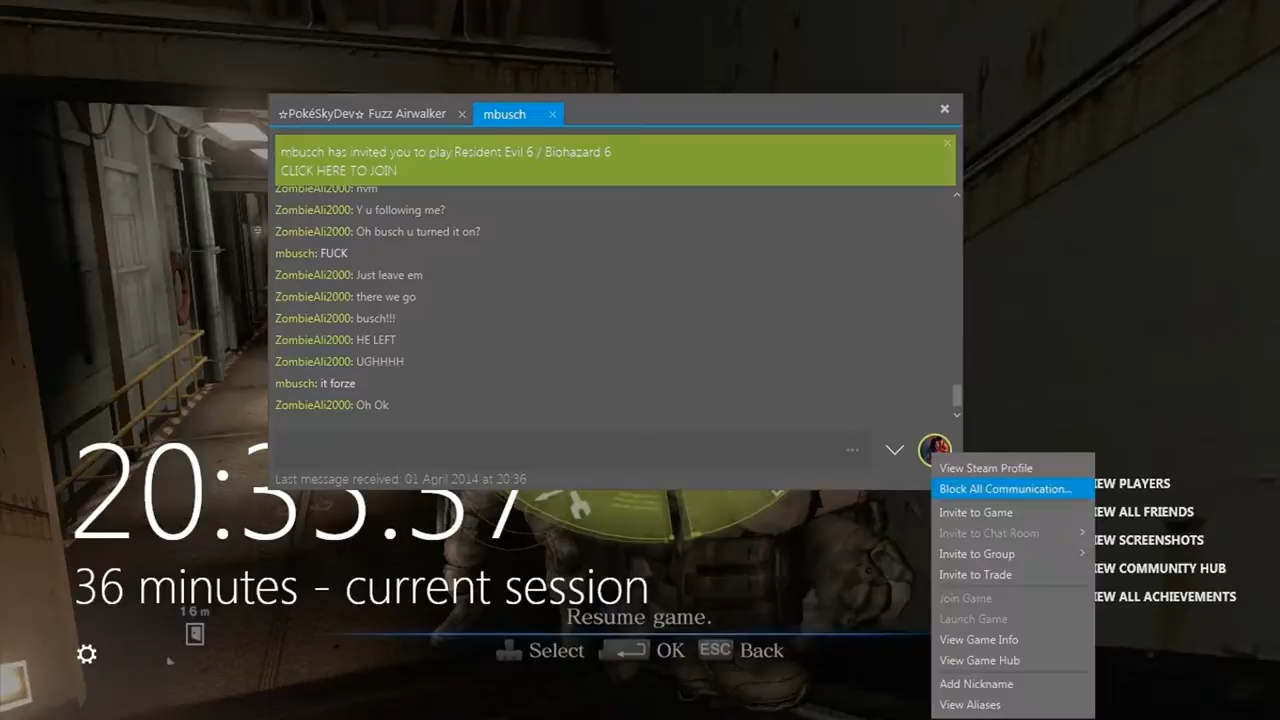 ☆PokéSkyDev☆ Fuzz Airwalker
mbusch
mbusch has invited you to play Resident Evil 6 / Biohazard 6
CLICK HERE TO JOIN
ZombieAli2000: nvm
ZombieAli2000: Y u following me?
ZombieAli2000: Oh busch u turned it on?
mbusch: FUCK
ZombieAli2000: Just leave em
ZombieAli2000: there we go
ZombieAli2000: busch!!!
ZombieAli2000: HE LEFT
ZombieAli2000: UGHHHH
mbusch: it forze
ZombieAli2000: Oh Ok
Last message received: 01 April 2014 at 20:36
20:35:37
36 minutes - current session
16m
Resume game.
Select OK ESC Back
View Steam Profile
Block All Communication...
Invite to Game
Invite to Chat Room
Invite to Group
Invite to Trade
Join Game
Launch Game
View Game Info
View Game Hub
Add Nickname
View Aliases
IEW PLAYERS
IEW ALL FRIENDS
IEW SCREENSHOTS
IEW COMMUNITY HUB
IEW ALL ACHIEVEMENTS